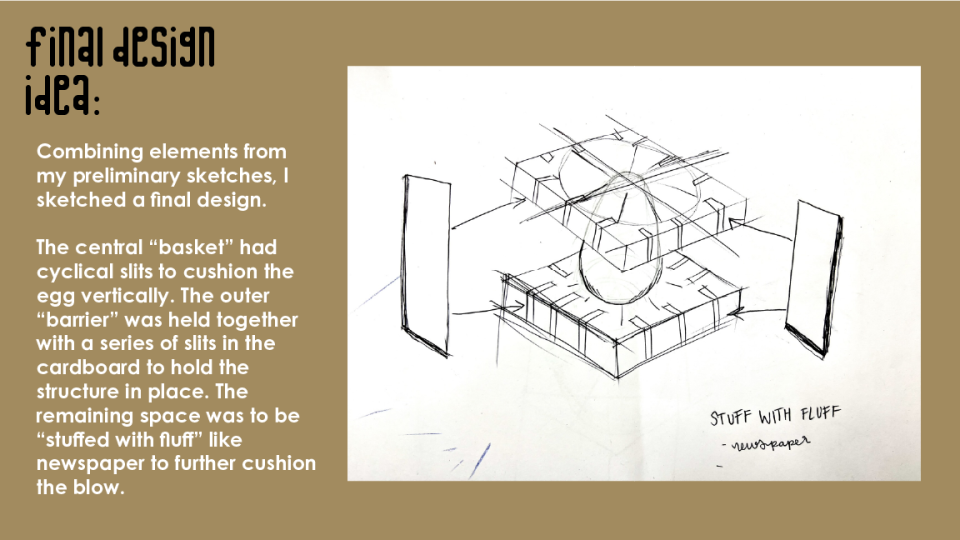 final design
idea:
Combining elements from
my preliminary sketches, I
sketched a final design.
The central “basket” had
cyclical slits to cushion the
egg vertically. The outer
“barrier” was held together
with a series of slits in the
cardboard to hold the
structure in place. The
remaining space was to be
“stuffed with fluff” like
newspaper to further cushion
the blow.
STUFF WITH FLUFF
- newspaper
-